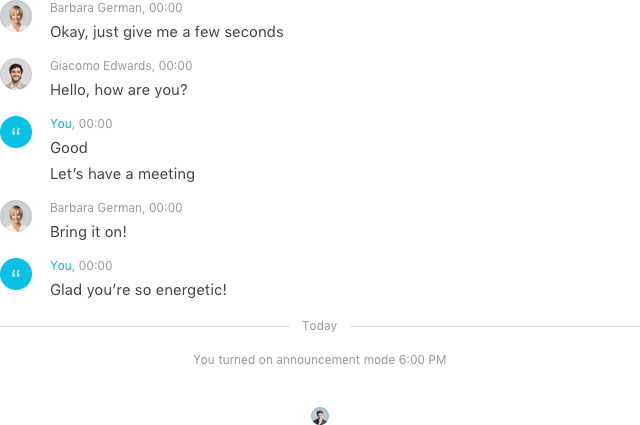 Barbara German, 00:00
Okay, just give me a few seconds
Giacomo Edwards, 00:00
Hello, how are you?
You, 00:00
Good
Let’s have a meeting
Barbara German, 00:00
Bring it on!
You, 00:00
Glad you’re so energetic!
Today
You turned on announcement mode 6:00 PM